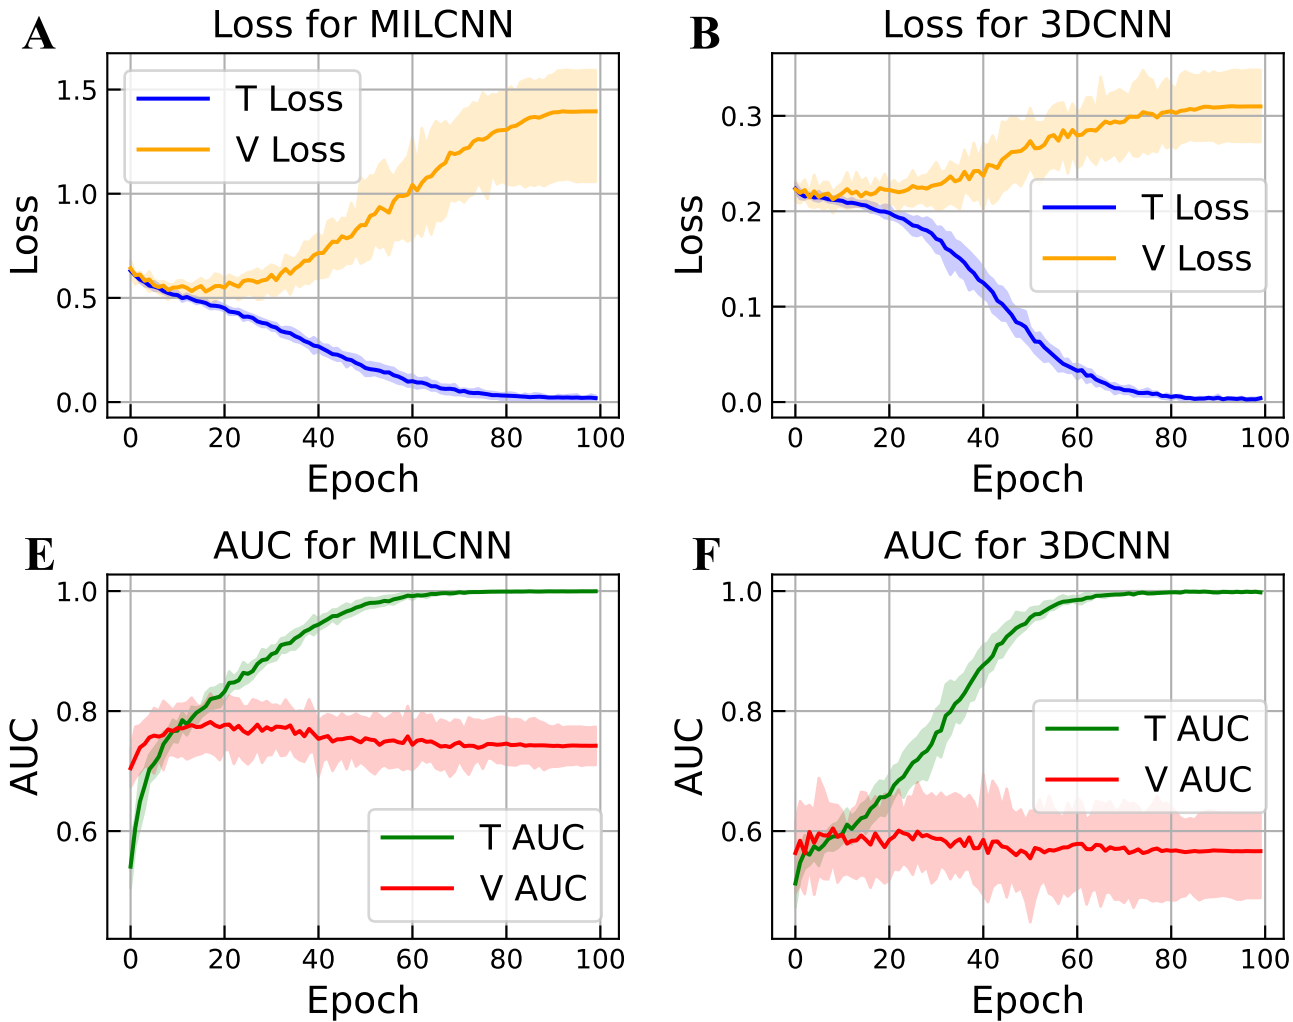 A
Loss for MILCNN
T Loss
V Loss
1.5
1.0
0.5
0.0
Loss
0 20 40 60 80 100
Epoch
B
Loss for 3DCNN
0.3
0.2
0.1
0.0
Loss
T Loss
V Loss
0 20 40 60 80 100
Epoch
E
AUC for MILCNN
1.0
0.8
0.6
AUC
T AUC
V AUC
0 20 40 60 80 100
Epoch
F
AUC for 3DCNN
1.0
0.8
0.6
AUC
T AUC
V AUC
0 20 40 60 80 100
Epoch